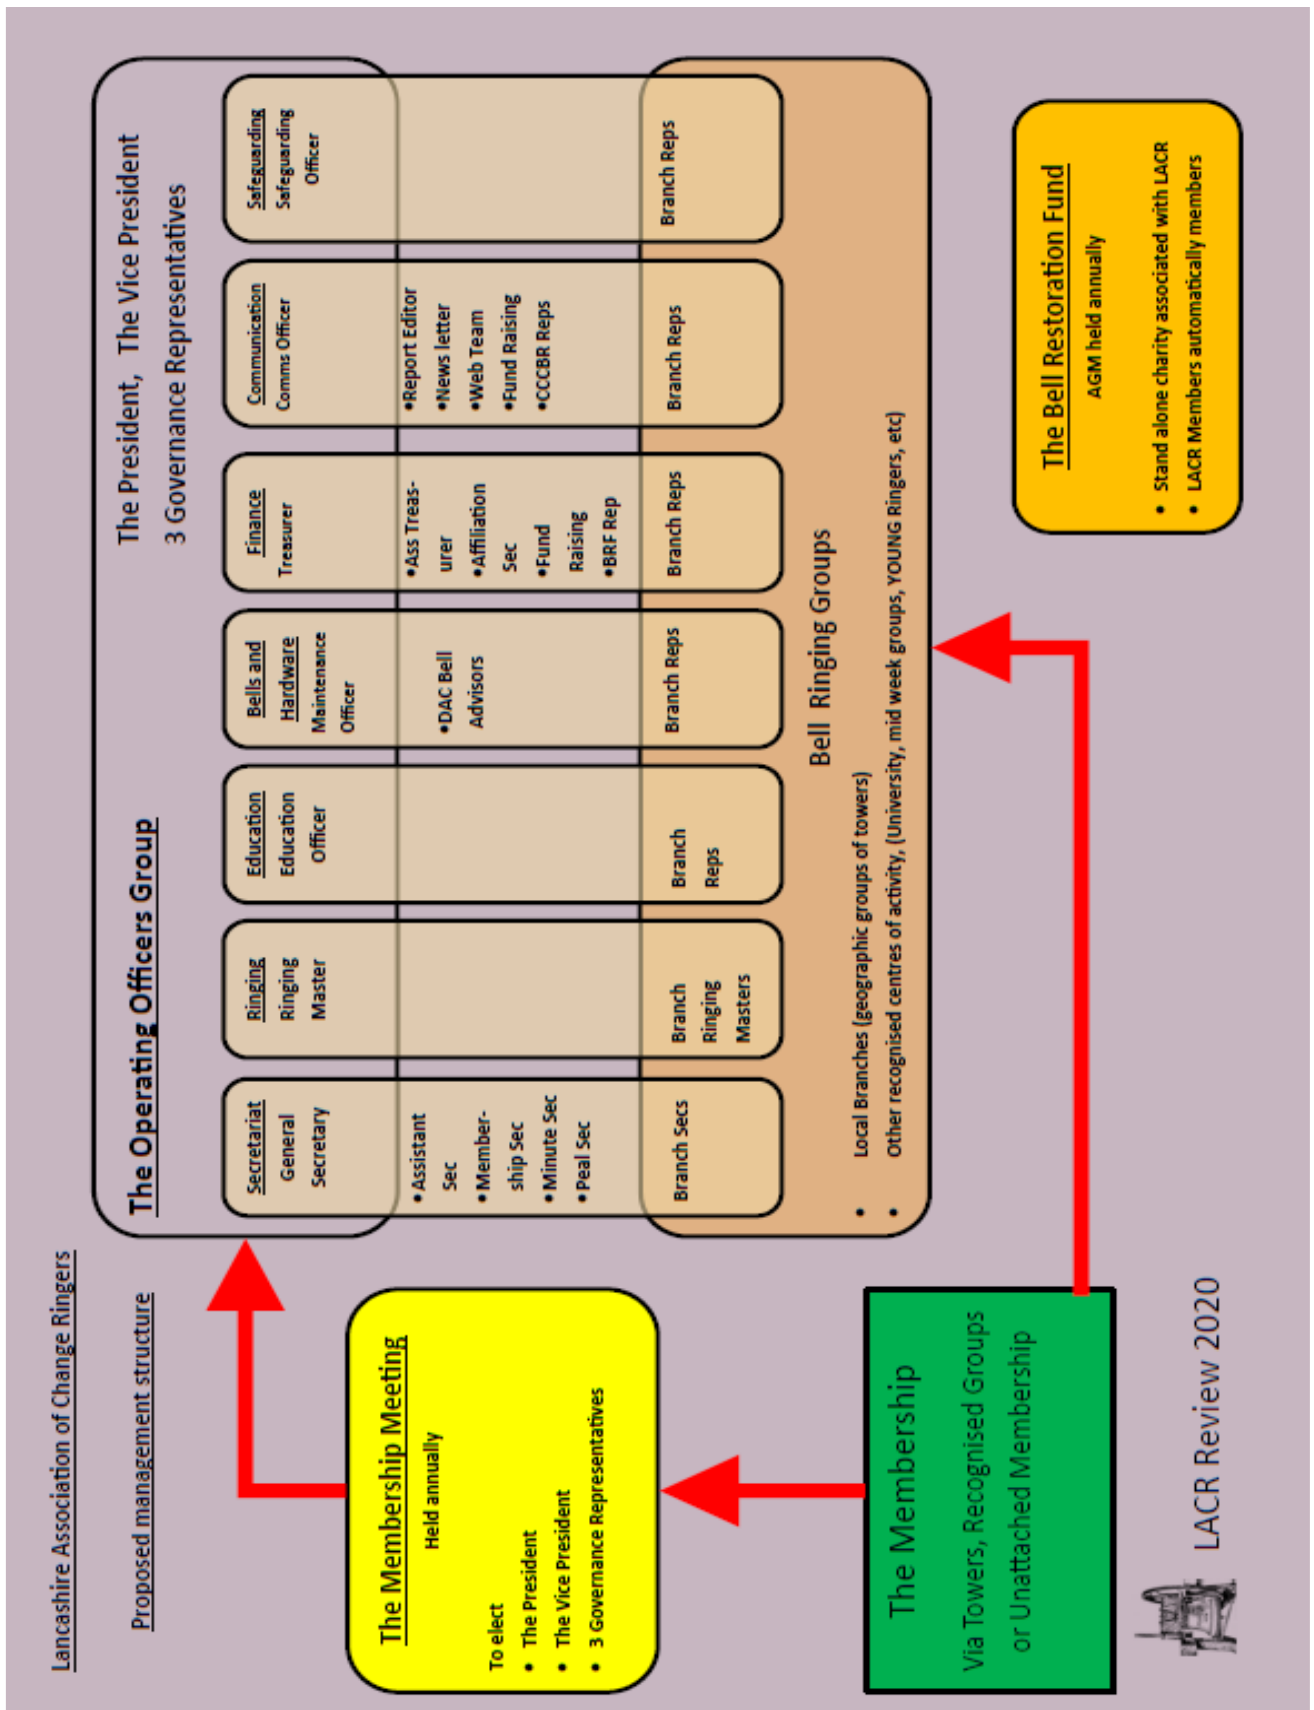 Lancashire Association of Change Ringers
Proposed management structure
The Operating Officers Group
The President, The Vice President
3 Governance Representatives
Secretariat
General
Secretary
•Assistant
Sec
•Member-
ship Sec
•Minute Sec
•Peal Sec
Branch Secs
Ringing
Ringing
Master
Branch
Ringing
Masters
Education
Education
Officer
Branch
Reps
Bells and
Hardware
Maintenance
Officer
•DAC Bell
Advisors
Branch Reps
Finance
Treasurer
•Ass Treas-
urer
•Affiliation
Sec
•Fund
Raising
•BRF Rep
Branch Reps
Communication
Comms Officer
•Report Editor
•News letter
•Web Team
•Fund Raising
•CCCBR Reps
Branch Reps
Safeguarding
Safeguarding
Officer
Branch Reps
Bell Ringing Groups
• Local Branches (geographic groups of towers)
• Other recognised centres of activity, (University, mid week groups, YOUNG Ringers, etc)
The Membership Meeting
Held annually
To elect
• The President
• The Vice President
• 3 Governance Representatives
The Membership
Via Towers, Recognised Groups
or Unattached Membership
The Bell Restoration Fund
AGM held annually
• Stand alone charity associated with LACR
• LACR Members automatically members
LACR Review 2020